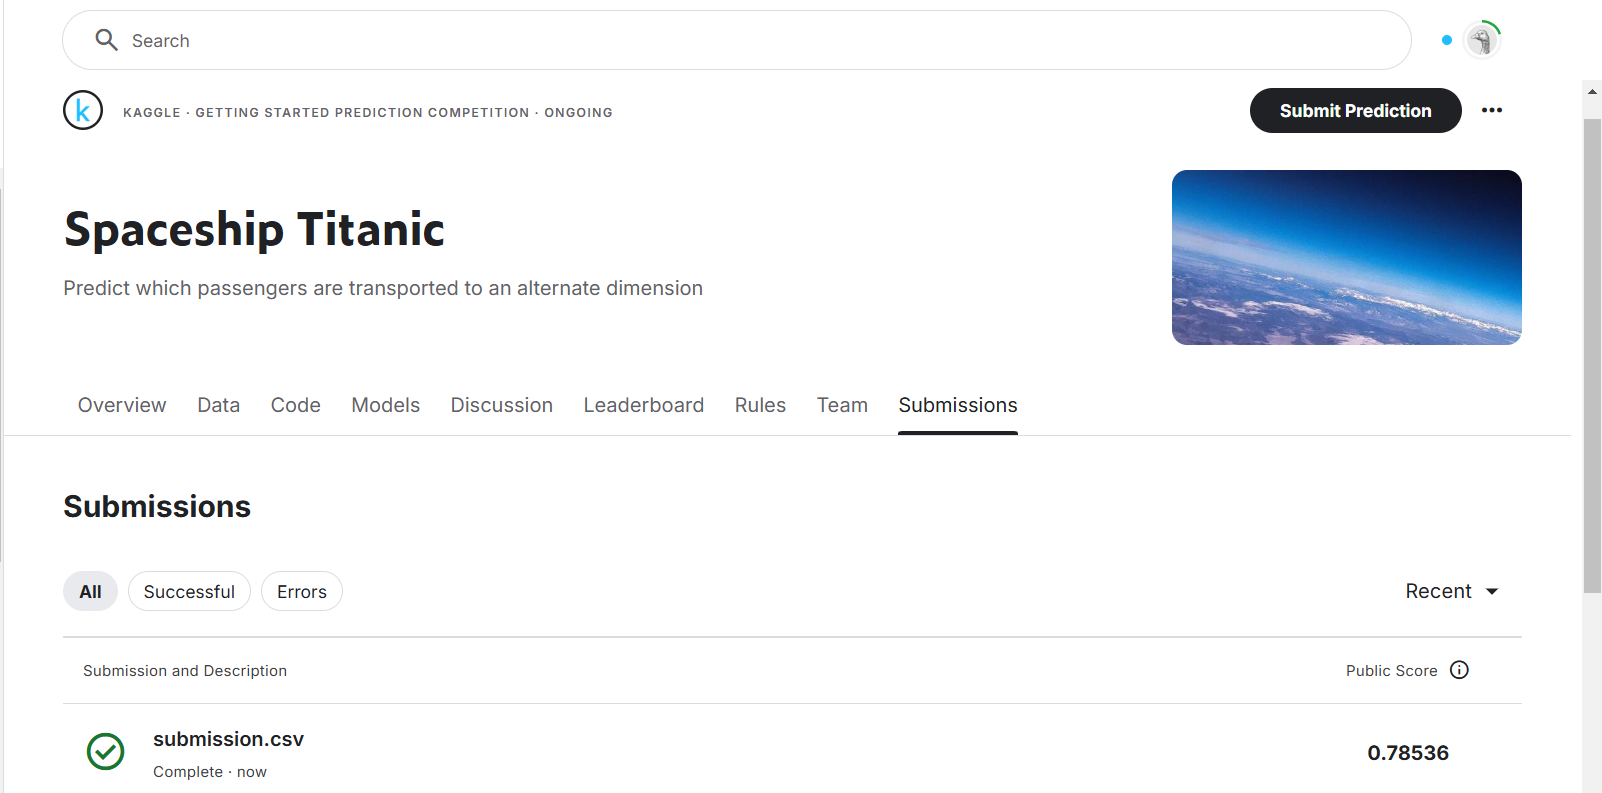 Search
k
KAGGLE · GETTING STARTED PREDICTION COMPETITION · ONGOING
Submit Prediction
Spaceship Titanic
Predict which passengers are transported to an alternate dimension
Overview Data Code Models Discussion Leaderboard Rules Team Submissions
Submissions
All Successful Errors Recent
Submission and Description Public Score
submission.csv
Complete · now
0.78536